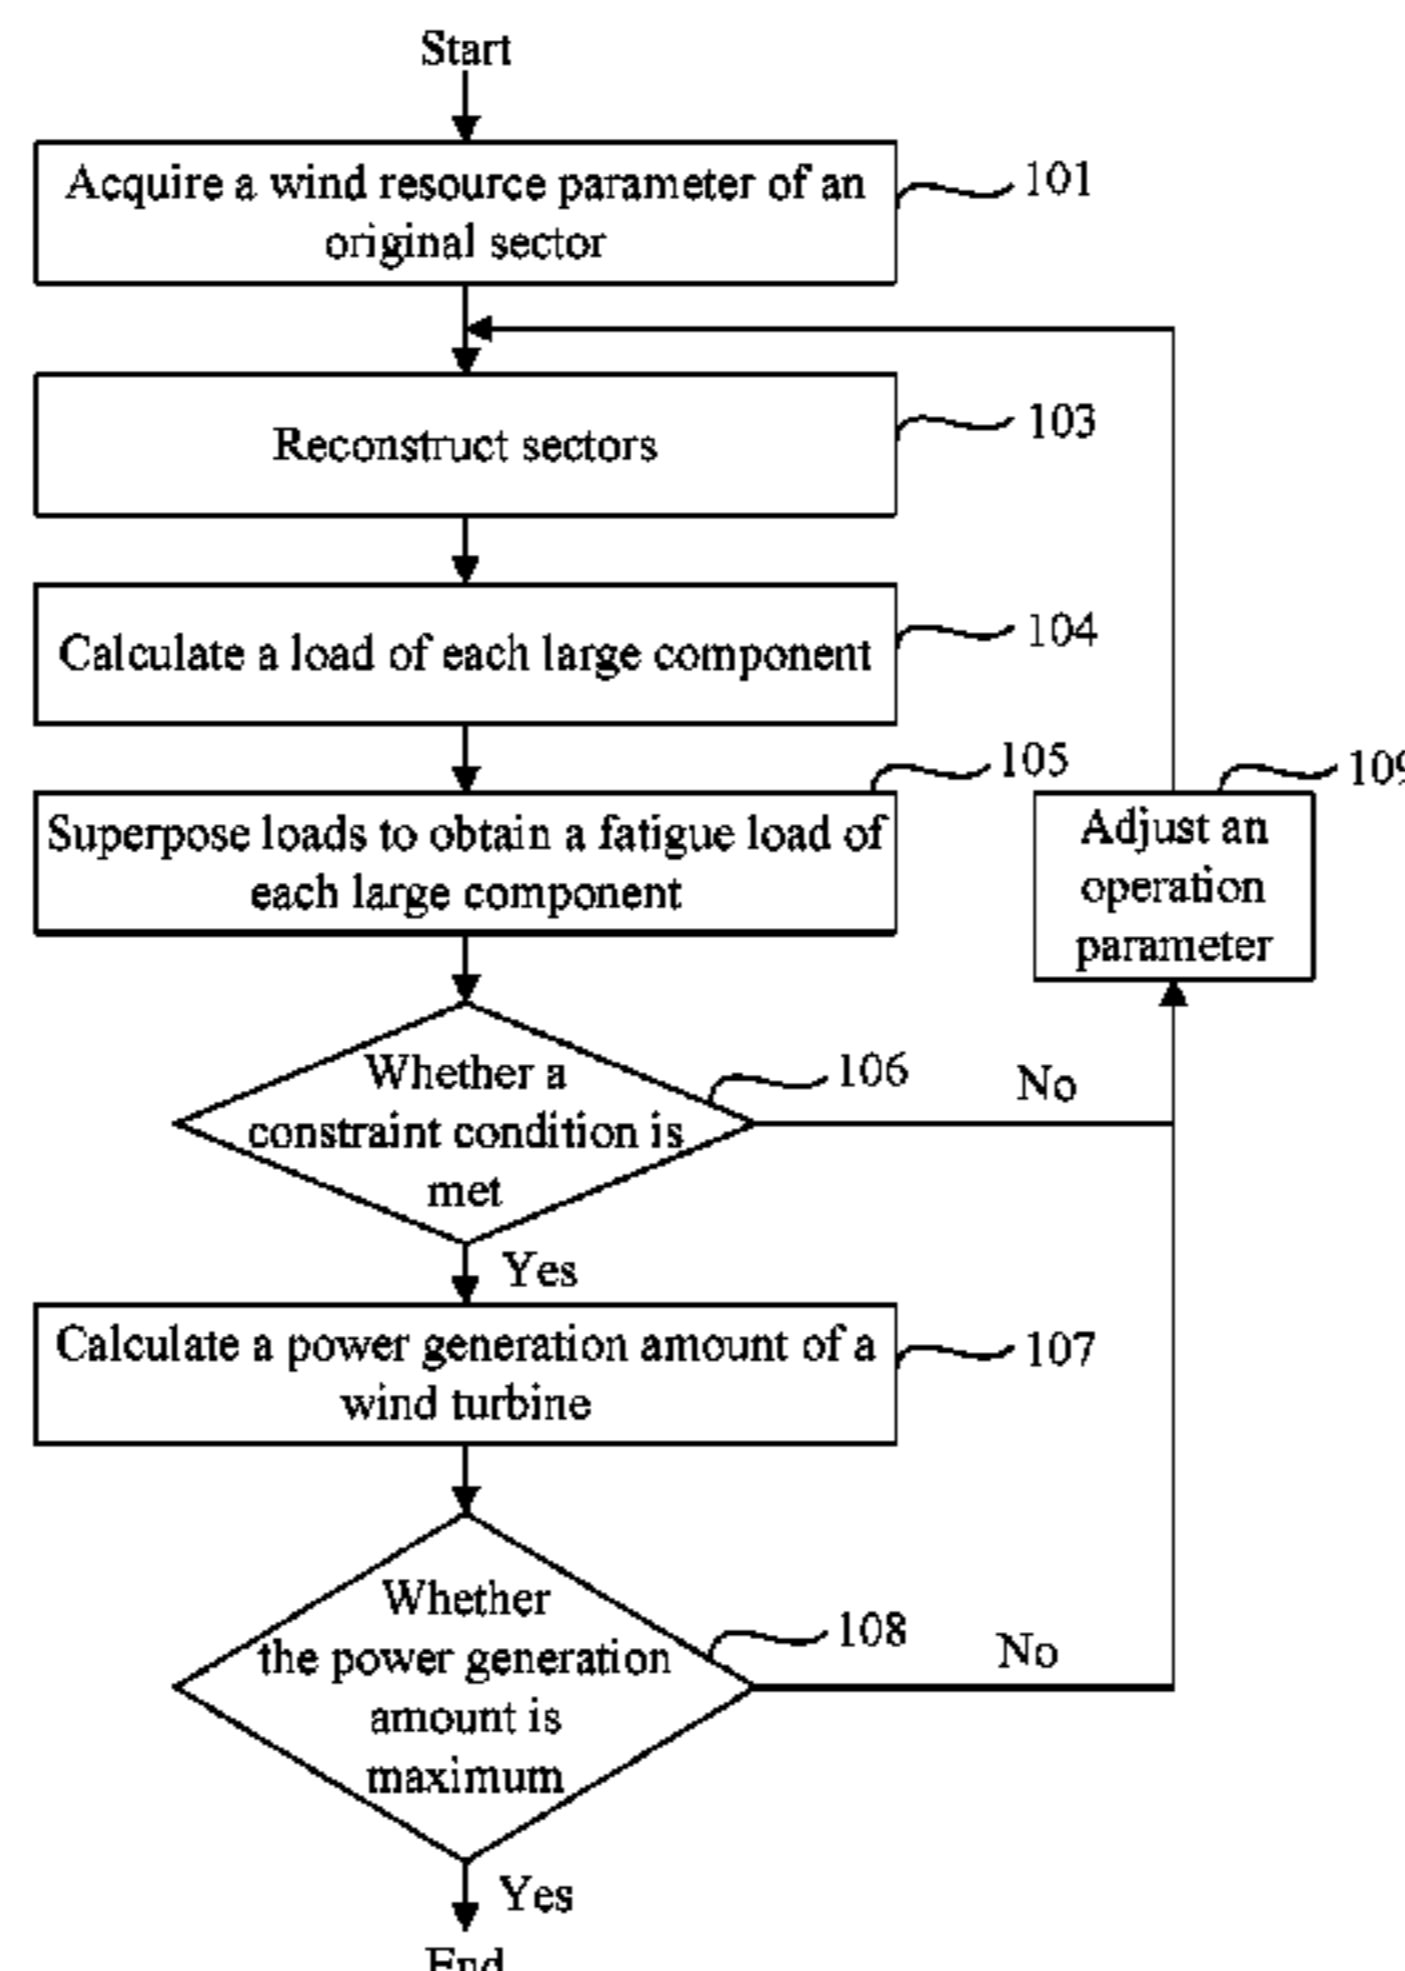 Start
Acquire a wind resource parameter of an
original sector
101
Reconstruct sectors
103
Calculate a load of each large component
104
105
109
Superpose loads to obtain a fatigue load of
each large component
Adjust an
operation
parameter
Whether a
constraint condition is
met
106
No
Yes
Calculate a power generation amount of a
wind turbine
107
Whether
the power generation
amount is
maximum
108
No
Yes
End